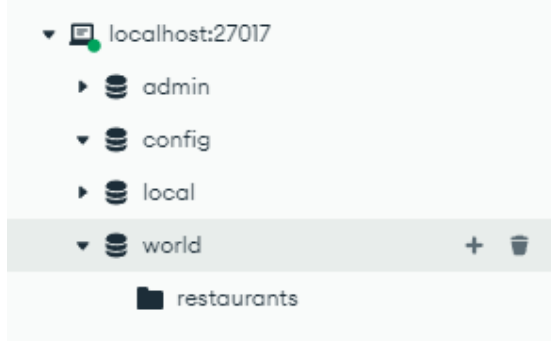 localhost:27017
admin
config
local
world
restaurants